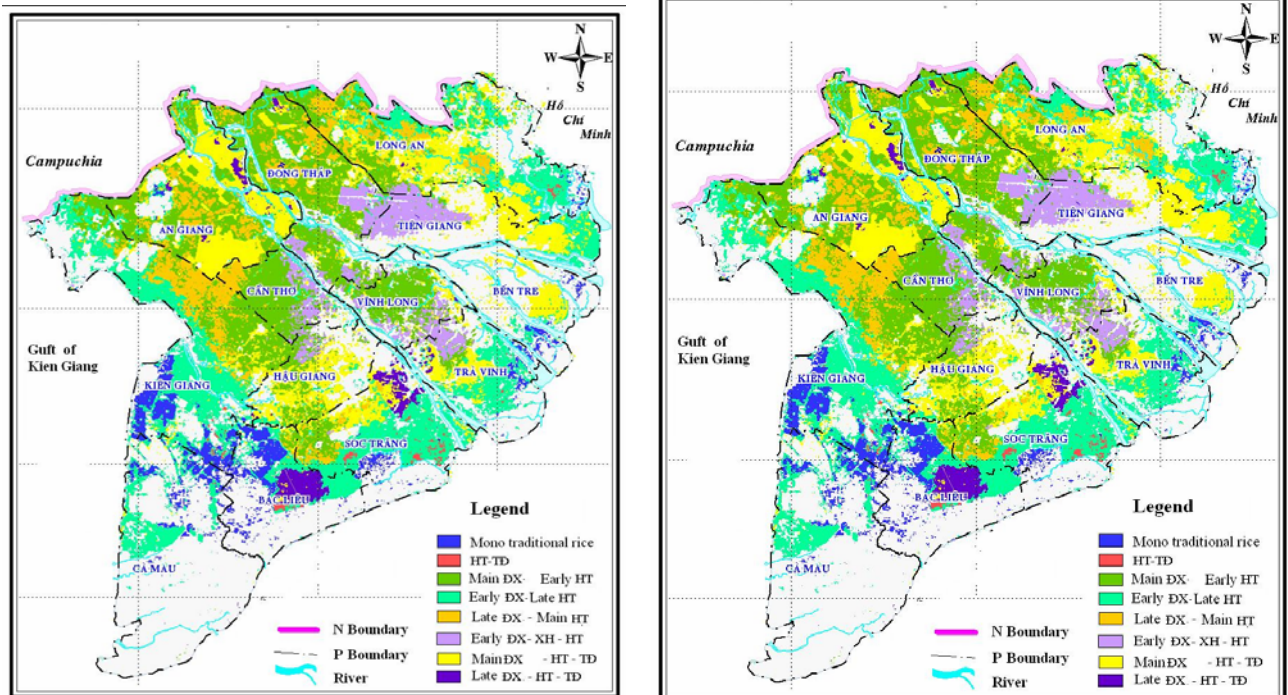 N
W E
S
Hồ
Chí
Minh
LONG AN
Campuchia
ĐỒNG THÁP
TIỀN GIANG
AN GIANG
CẦN THƠ
BẾN TRE
VĨNH LONG
Guft of
Kien Giang
HẬU GIANG
TRÀ VINH
KIÊN GIANG
SÓC TRĂNG
BẠC LIÊU
CÀ MAU
Legend
Mono traditional rice
HT-TĐ
Main ĐX- Early HT
Early ĐX-Late HT
Late ĐX - Main HT
Early ĐX-XH - HT
Main ĐX - HT - TĐ
Late ĐX - HT - TĐ
N Boundary
P Boundary
River
N
W E
S
Hồ
Chí
Minh
LONG AN
Campuchia
ĐỒNG THÁP
TIỀN GIANG
AN GIANG
CẦN THƠ
BẾN TRE
VĨNH LONG
Guft of
Kien Giang
HẬU GIANG
TRÀ VINH
KIÊN GIANG
SÓC TRĂNG
BẠC LIÊU
CÀ MAU
Legend
Mono traditional rice
HT-TĐ
Main ĐX- Early HT
Early ĐX-Late HT
Late ĐX - Main HT
Early ĐX-XH - HT
Main ĐX - HT - TĐ
Late ĐX - HT - TĐ
N Boundary
P Boundary
River